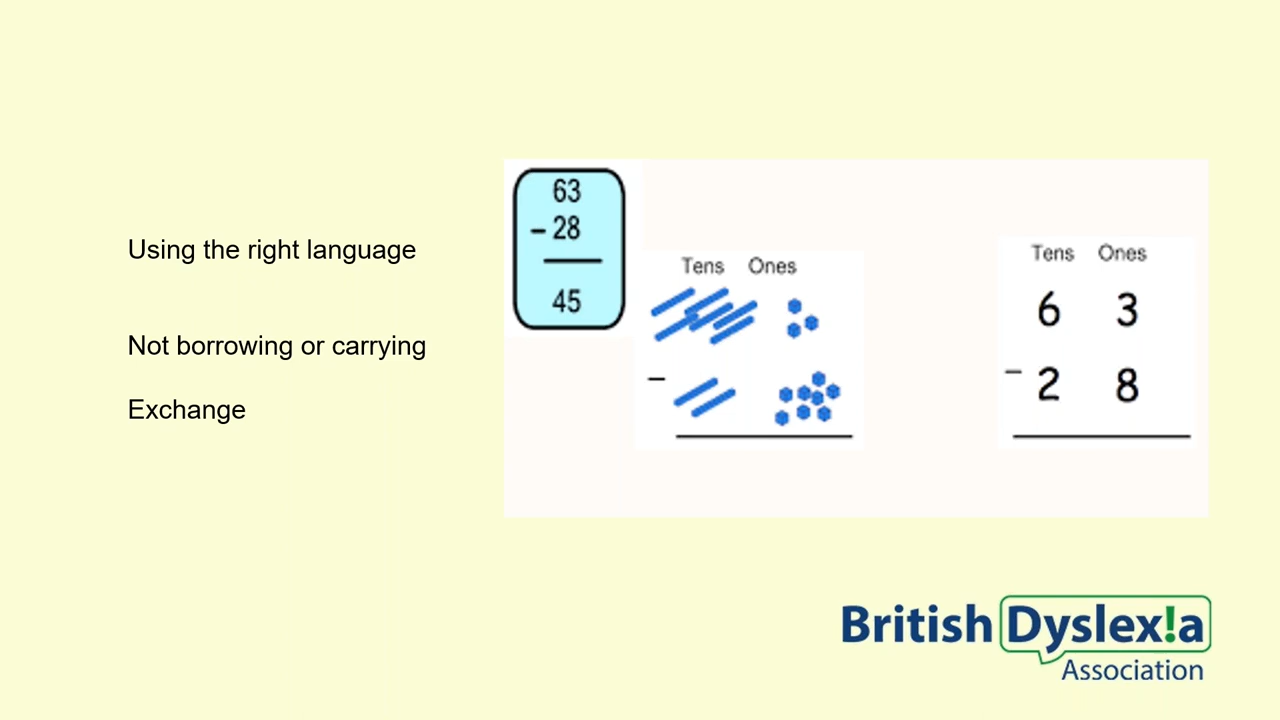 Using the right language
Not borrowing or carrying
Exchange
63
- 28
45
Tens Ones
-
Tens Ones
6 3
- 2 8
British Dyslex!a
Association